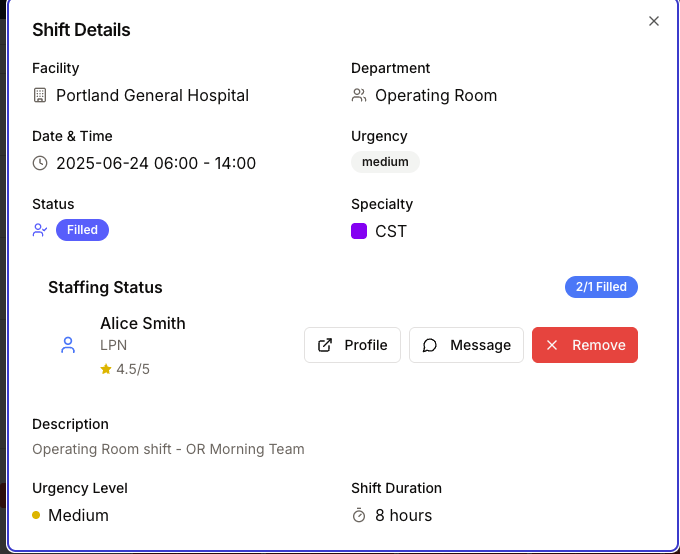 Shift Details
Facility
Portland General Hospital
Department
Operating Room
Date & Time
2025-06-24 06:00 - 14:00
Urgency
medium
Status
Filled
Specialty
CST
Staffing Status
2/1 Filled
Alice Smith
LPN
4.5/5
Profile
Message
Remove
Description
Operating Room shift - OR Morning Team
Urgency Level
Medium
Shift Duration
8 hours